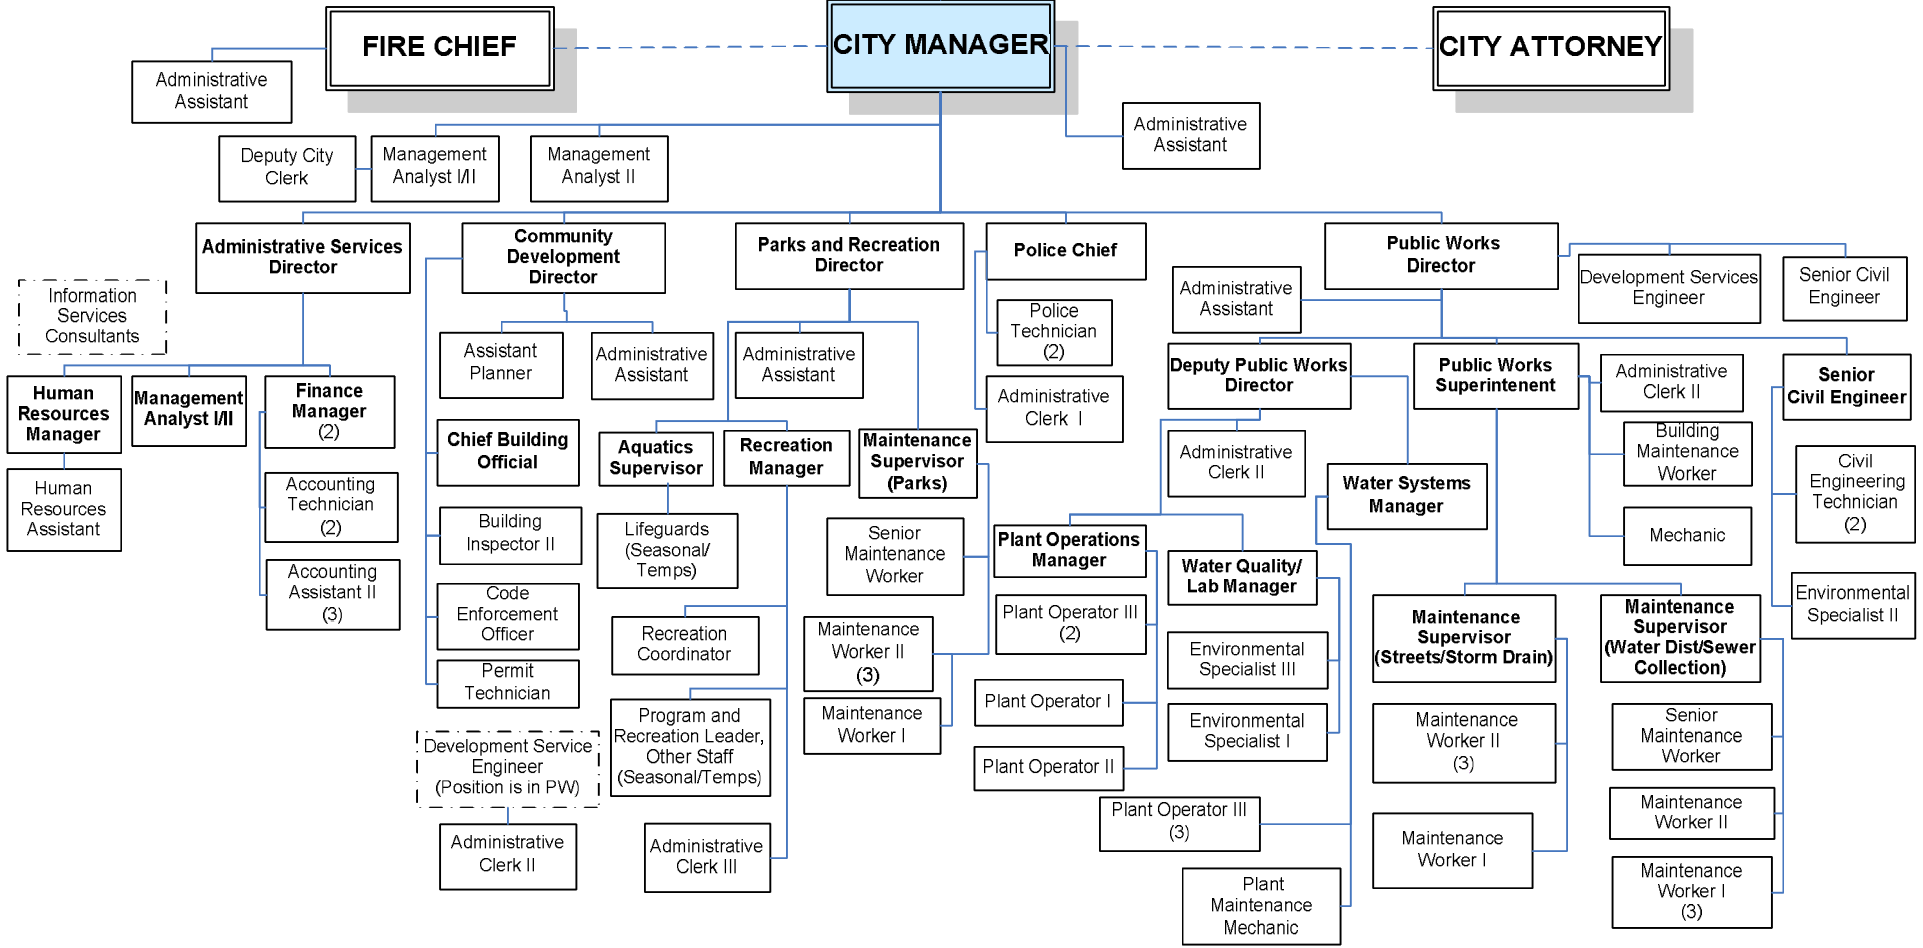 FIRE CHIEF
CITY MANAGER
CITY ATTORNEY
Administrative
Assistant
Administrative
Assistant
Deputy City
Clerk
Management
Analyst I/II
Management
Analyst II
Administrative Services
Director
Community
Development
Director
Parks and Recreation
Director
Police Chief
Public Works
Director
Development Services
Engineer
Senior Civil
Engineer
Information
Services
Consultants
Administrative
Assistant
Police
Technician
(2)
Assistant
Planner
Administrative
Assistant
Administrative
Assistant
Deputy Public Works
Director
Public Works
Superintenent
Administrative
Clerk II
Senior
Civil Engineer
Human
Resources
Manager
Management
Analyst I/II
Finance
Manager
(2)
Administrative
Clerk I
Chief Building
Official
Aquatics
Supervisor
Recreation
Manager
Maintenance
Supervisor
(Parks)
Administrative
Clerk II
Water Systems
Manager
Building
Maintenance
Worker
Civil
Engineering
Technician
(2)
Human
Resources
Assistant
Accounting
Technician
(2)
Building
Inspector II
Lifeguards
(Seasonal/
Temps)
Senior
Maintenance
Worker
Plant Operations
Manager
Water Quality/
Lab Manager
Mechanic
Accounting
Assistant II
(3)
Code
Enforcement
Officer
Recreation
Coordinator
Maintenance
Worker II
(3)
Plant Operator III
(2)
Environmental
Specialist III
Maintenance
Supervisor
(Streets/Storm Drain)
Maintenance
Supervisor
(Water Dist/Sewer
Collection)
Environmental
Specialist II
Permit
Technician
Program and
Recreation Leader,
Other Staff
(Seasonal/Temps)
Maintenance
Worker I
Plant Operator I
Environmental
Specialist I
Maintenance
Worker II
(3)
Senior
Maintenance
Worker
Development Service
Engineer
(Position is in PW)
Plant Operator II
Plant Operator III
(3)
Maintenance
Worker II
Administrative
Clerk II
Administrative
Clerk III
Maintenance
Worker I
Plant
Maintenance
Mechanic
Maintenance
Worker I
(3)